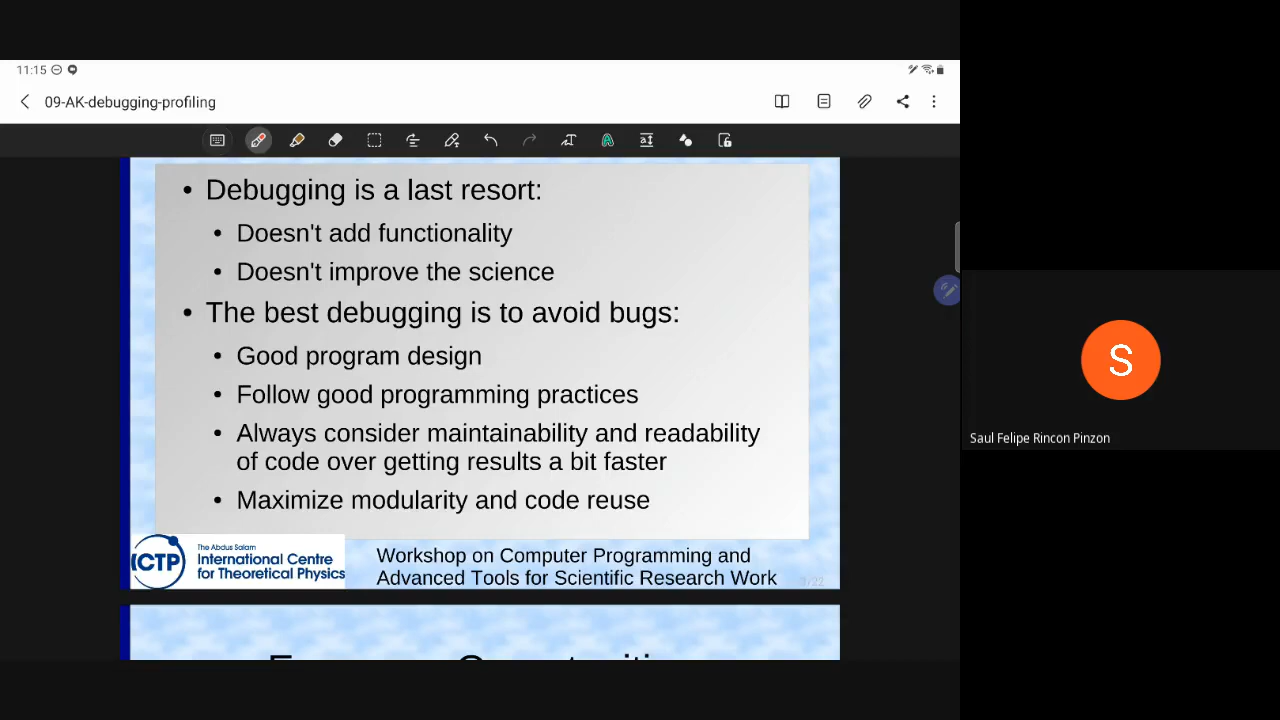 11:15
09-AK-debugging-profiling
• Debugging is a last resort:
• Doesn't add functionality
• Doesn't improve the science
• The best debugging is to avoid bugs:
• Good program design
• Follow good programming practices
• Always consider maintainability and readability
of code over getting results a bit faster
• Maximize modularity and code reuse
ICTP
The Abdus Salam
International Centre
for Theoretical Physics
Workshop on Computer Programming and
Advanced Tools for Scientific Research Work
S
Saul Felipe Rincon Pinzon